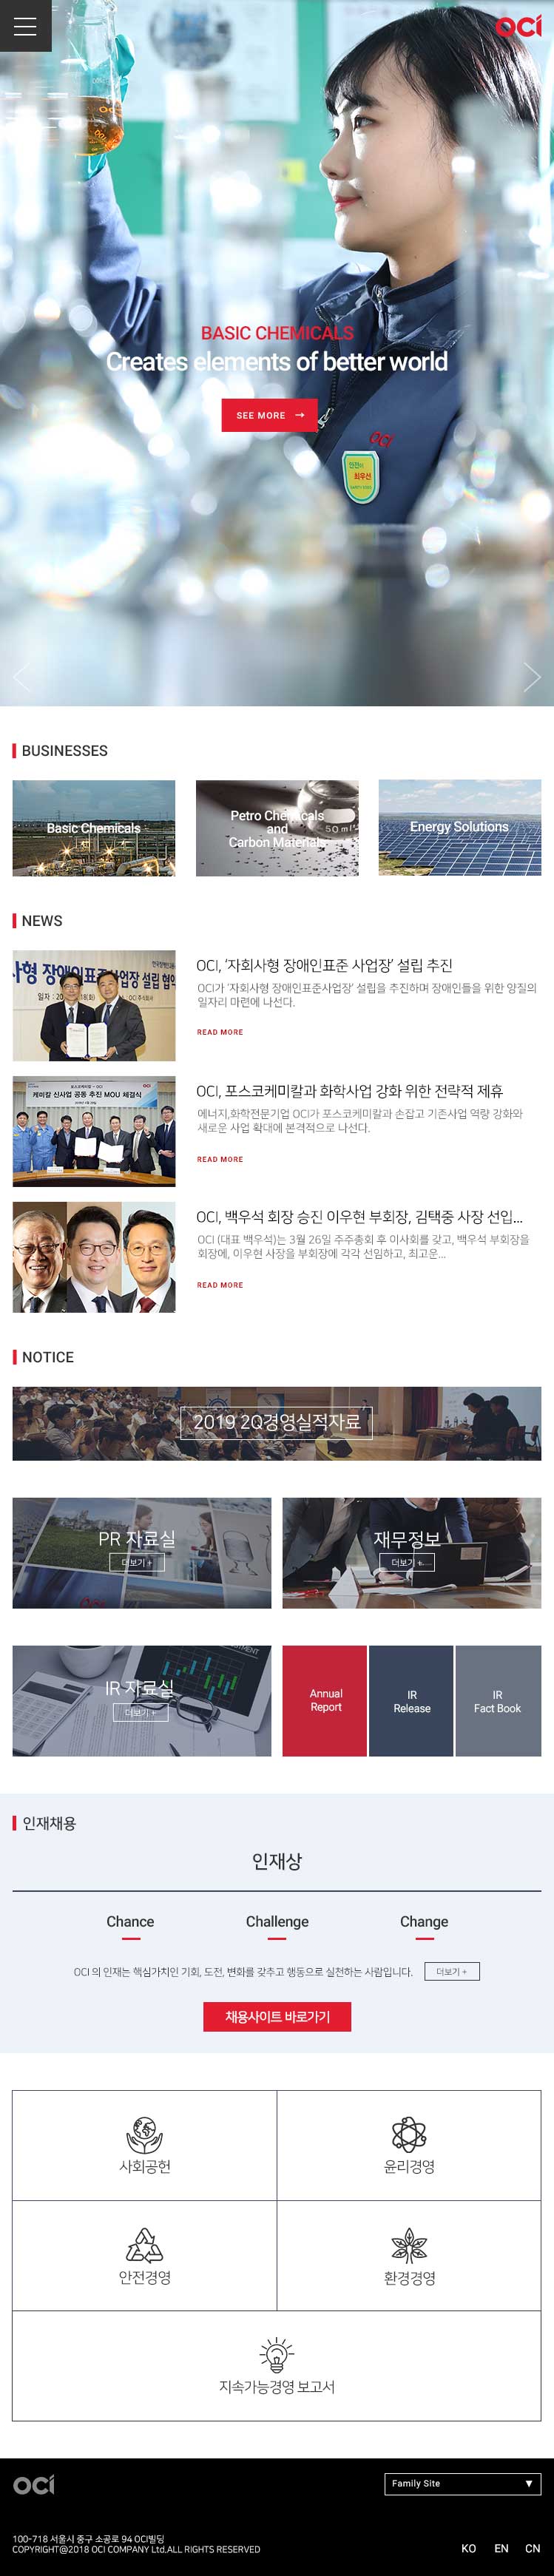 OCI
BASIC CHEMICALS
Creates elements of better world
SEE MORE →
OCI
최우선
BUSINESSES
Basic Chemicals
Petro Chemicals
and
Carbon Materials
50 ml
Energy Solutions
NEWS
OCI, ‘자회사형 장애인표준 사업장’ 설립 추진
OCI가 ‘자회사형 장애인표준사업장’ 설립을 추진하며 장애인들을 위한 양질의
일자리 마련에 나선다.
READ MORE
OCI, 포스코케미칼과 화학사업 강화 위한 전략적 제휴
에너지,화학전문기업 OCI가 포스코케미칼과 손잡고 기존사업 역량 강화와
새로운 사업 확대에 본격적으로 나선다.
READ MORE
OCI, 백우석 회장 승진 이우현 부회장, 김택중 사장 선임...
OCI (대표 백우석)는 3월 26일 주주총회 후 이사회를 갖고, 백우석 부회장을
회장에, 이우현 사장을 부회장에 각각 선임하고, 최고운...
READ MORE
NOTICE
2019 2Q경영실적자료
PR 자료실
더보기 +
재무정보
더보기 +
IR 자료실
더보기 +
Annual
Report
IR
Release
IR
Fact Book
인재채용
인재상
Chance
Challenge
Change
OCI 의 인재는 핵심가치인 기회, 도전, 변화를 갖추고 행동으로 실천하는 사람입니다.
더보기 +
채용사이트 바로가기
사회공헌
윤리경영
안전경영
환경경영
지속가능경영 보고서
OCI
Family Site ▼
100-718 서울시 중구 소공로 94 OCI빌딩
COPYRIGHT@2018 OCI COMPANY Ltd.ALL RIGHTS RESERVED
KO EN CN